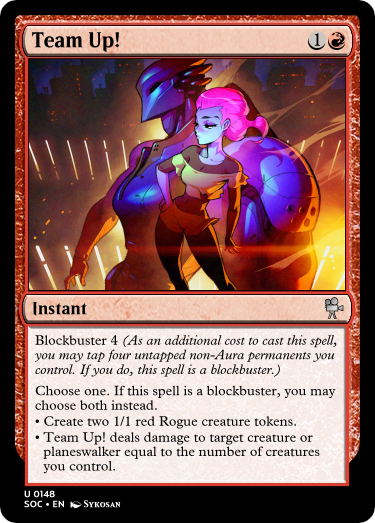 Team Up! 1
Instant
Blockbuster 4 (As an additional cost to cast this spell,
you may tap four untapped non-Aura permanents you
control. If you do, this spell is a blockbuster.)
Choose one. If this spell is a blockbuster, you may
choose both instead.
• Create two 1/1 red Rogue creature tokens.
• Team Up! deals damage to target creature or
planeswalker equal to the number of creatures
you control.
U 0148
SOC • EN Sykosan